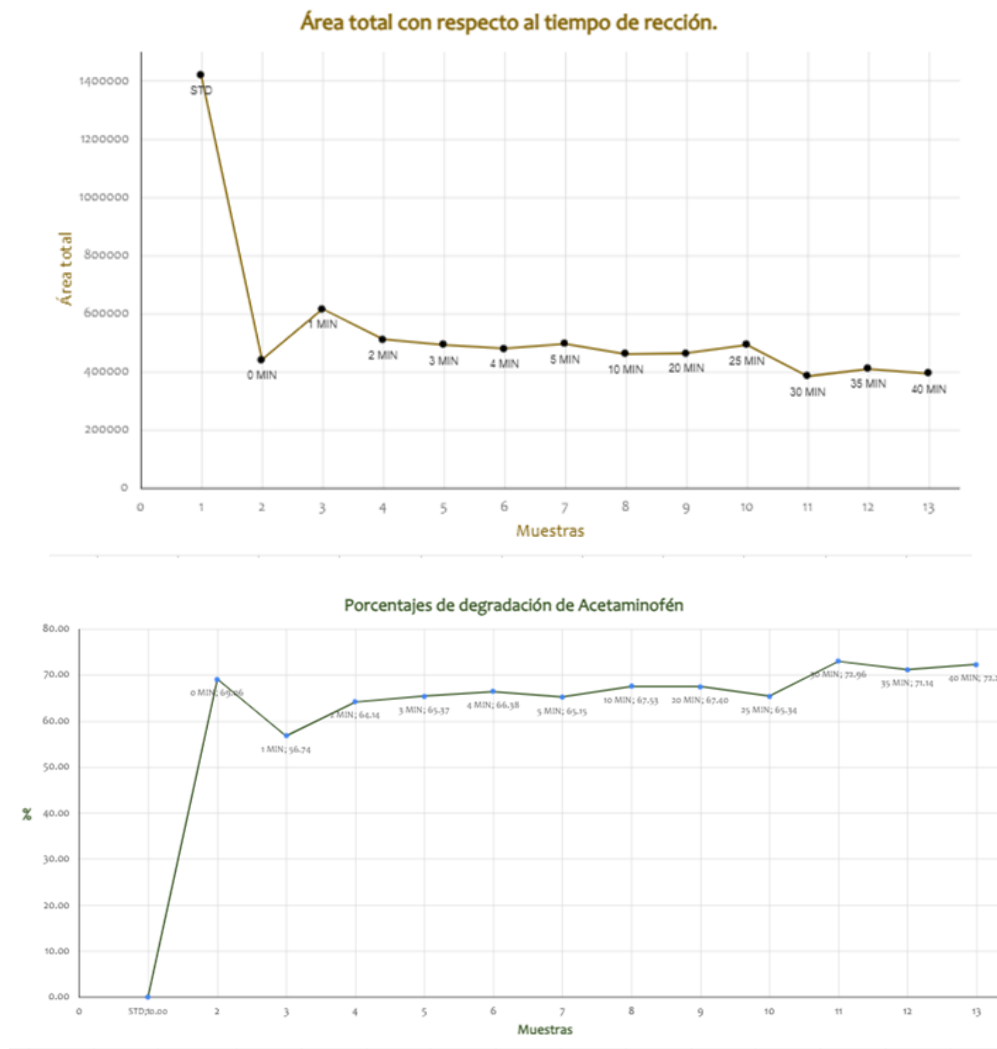 Área total con respecto al tiempo de rección.
Área total
1400000
1200000
1000000
800000
600000
400000
200000
0
STD
0 MIN
1 MIN
2 MIN
3 MIN
4 MIN
5 MIN
10 MIN
20 MIN
25 MIN
30 MIN
35 MIN
40 MIN
0 1 2 3 4 5 6 7 8 9 10 11 12 13
Muestras
Porcentajes de degradación de Acetaminofén
%
80.00
70.00
60.00
50.00
40.00
30.00
20.00
10.00
0.00
0 MIN; 69.06
1 MIN; 56.74
2 MIN; 64.14
3 MIN; 65.37
4 MIN; 66.38
5 MIN; 65.15
10 MIN; 67.53
20 MIN; 67.40
25 MIN; 65.34
30 MIN; 72.96
35 MIN; 71.14
40 MIN;
0 2 3 4 5 6 7 8 9 10 11 12 13
Muestras